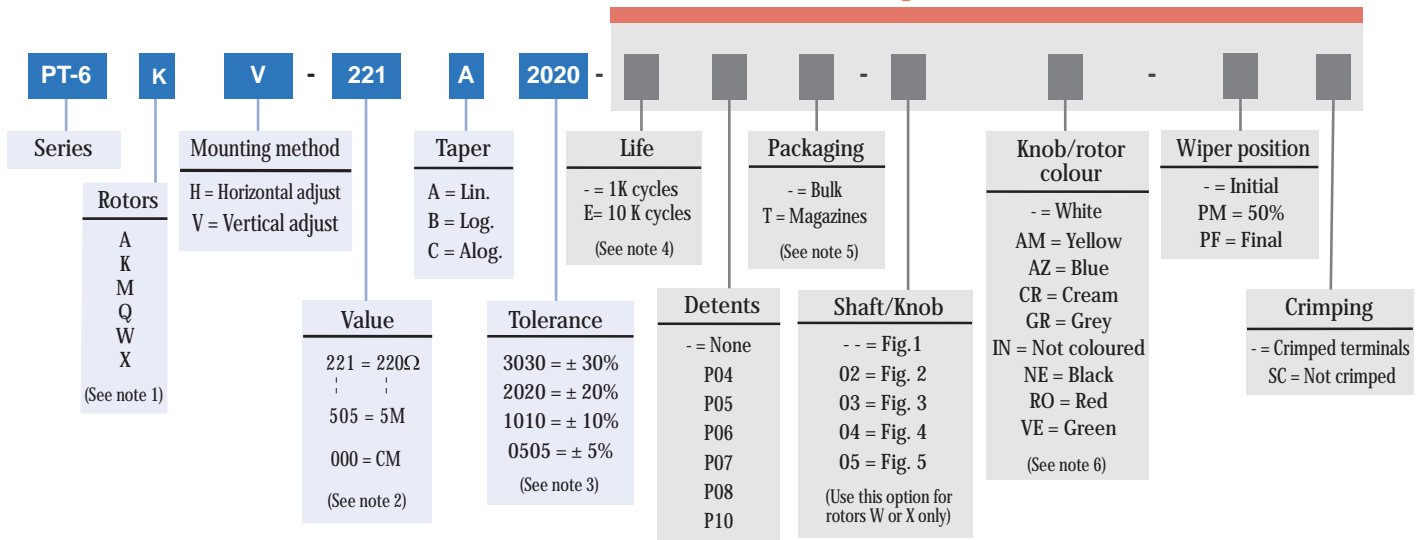 PT-6 K V - 221 A 2020 - - -
Series
Rotors
A
K
M
Q
W
X
(See note 1)
Mounting method
H = Horizontal adjust
V = Vertical adjust
Value
221 = 220Ω
505 = 5M
000 = CM
(See note 2)
Taper
A = Lin.
B = Log.
C = Alog.
Tolerance
3030 = ± 30%
2020 = ± 20%
1010 = ± 10%
0505 = ± 5%
(See note 3)
Life
- = 1K cycles
E= 10 K cycles
(See note 4)
Detents
- = None
P04
P05
P06
P07
P08
P10
Packaging
- = Bulk
T = Magazines
(See note 5)
Shaft/Knob
- - = Fig.1
02 = Fig. 2
03 = Fig. 3
04 = Fig. 4
05 = Fig. 5
(Use this option for
rotors W or X only)
Knob/rotor
colour
- = White
AM = Yellow
AZ = Blue
CR = Cream
GR = Grey
IN = Not coloured
NE = Black
RO = Red
VE = Green
(See note 6)
Wiper position
- = Initial
PM = 50%
PF = Final
Crimping
- = Crimped terminals
SC = Not crimped